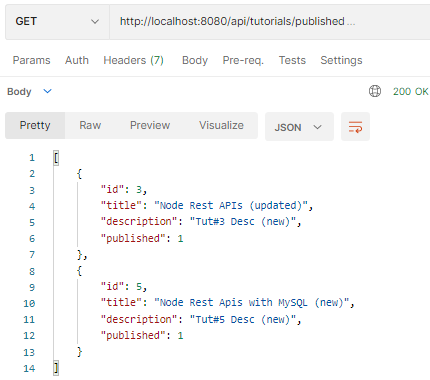 GET http://localhost:8080/api/tutorials/published ...
Params Auth Headers (7) Body Pre-req. Tests Settings
Body 200 OK
Pretty Raw Preview Visualize JSON
1 [
2 {
3 "id": 3,
4 "title": "Node Rest APIs (updated)",
5 "description": "Tut#3 Desc (new)",
6 "published": 1
7 },
8 {
9 "id": 5,
10 "title": "Node Rest Apis with MySQL (new)",
11 "description": "Tut#5 Desc (new)",
12 "published": 1
13 }
14 ]